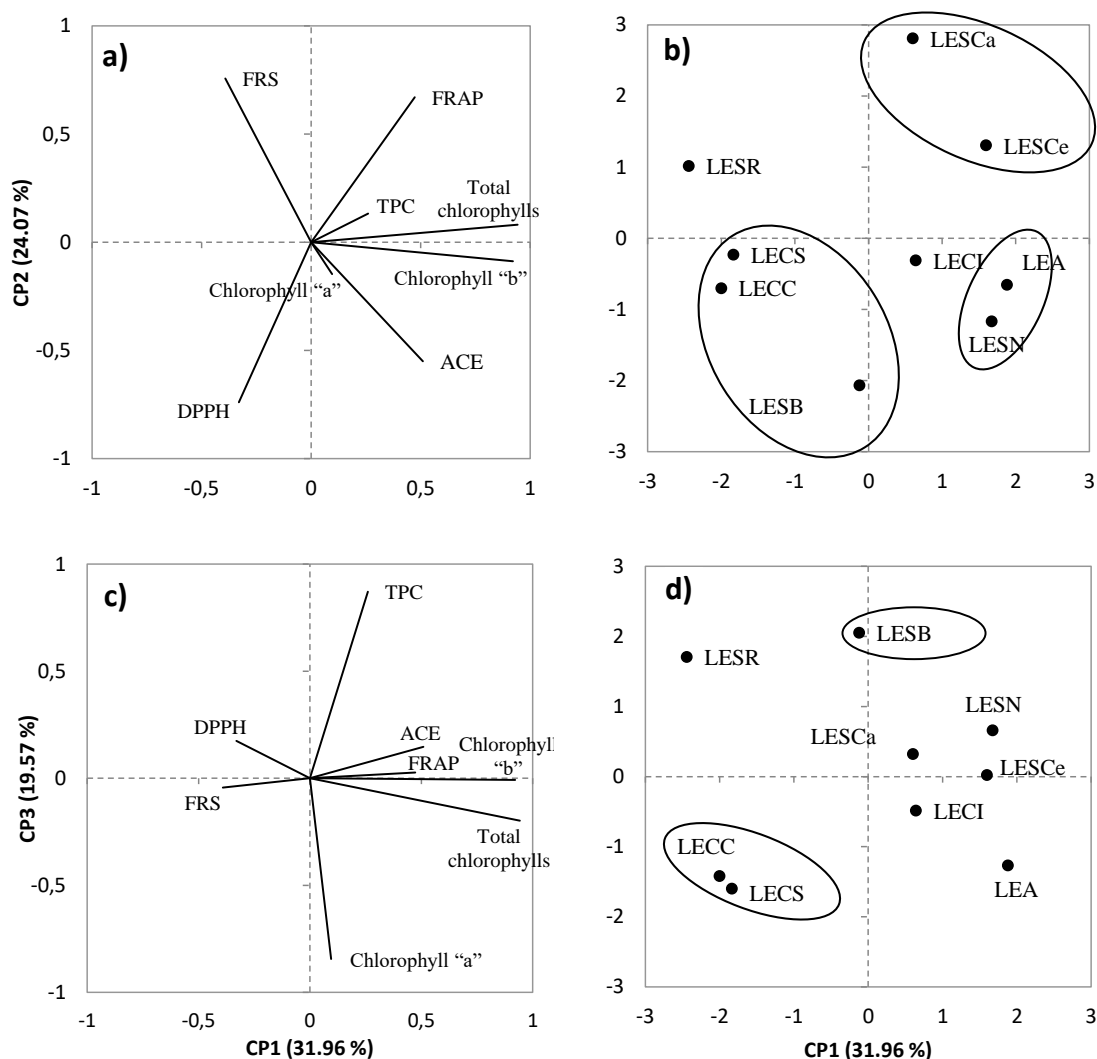 a)
1
0,5
0
-0,5
-1
CP2 (24.07 %)
FRS
FRAP
TPC
Total
chlorophylls
Chlorophyll "b"
Chlorophyll “a”
ACE
DPPH
-1
-0,5
0
0,5
1
b)
3
2
1
0
-1
-2
-3
LESCa
LESCe
LESR
LECS
LECC
LECI
LEA
LESN
LESB
-3
-2
-1
0
1
2
3
c)
1
0,5
0
-0,5
-1
CP3 (19.57 %)
TPC
DPPH
ACE
Chlorophyll
“b”
FRAP
FRS
Total
chlorophylls
Chlorophyll “a”
-1
-0,5
0
0,5
1
CP1 (31.96 %)
d)
3
2
1
0
-1
-2
-3
LESB
LESR
LESN
LESCa
LESCe
LECI
LECC
LECS
LEA
-3
-2
-1
0
1
2
3
CP1 (31.96 %)